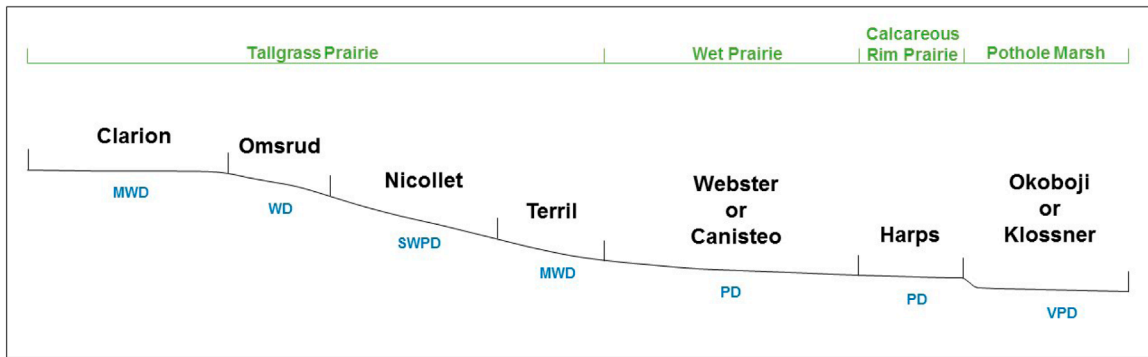 Tallgrass Prairie
Wet Prairie
Calcareous
Rim Prairie
Pothole Marsh
Clarion
Omsrud
Nicollet
Terril
Webster
or
Canisteo
Harps
Okoboji
or
Klossner
MWD
WD
SWPD
MWD
PD
PD
VPD